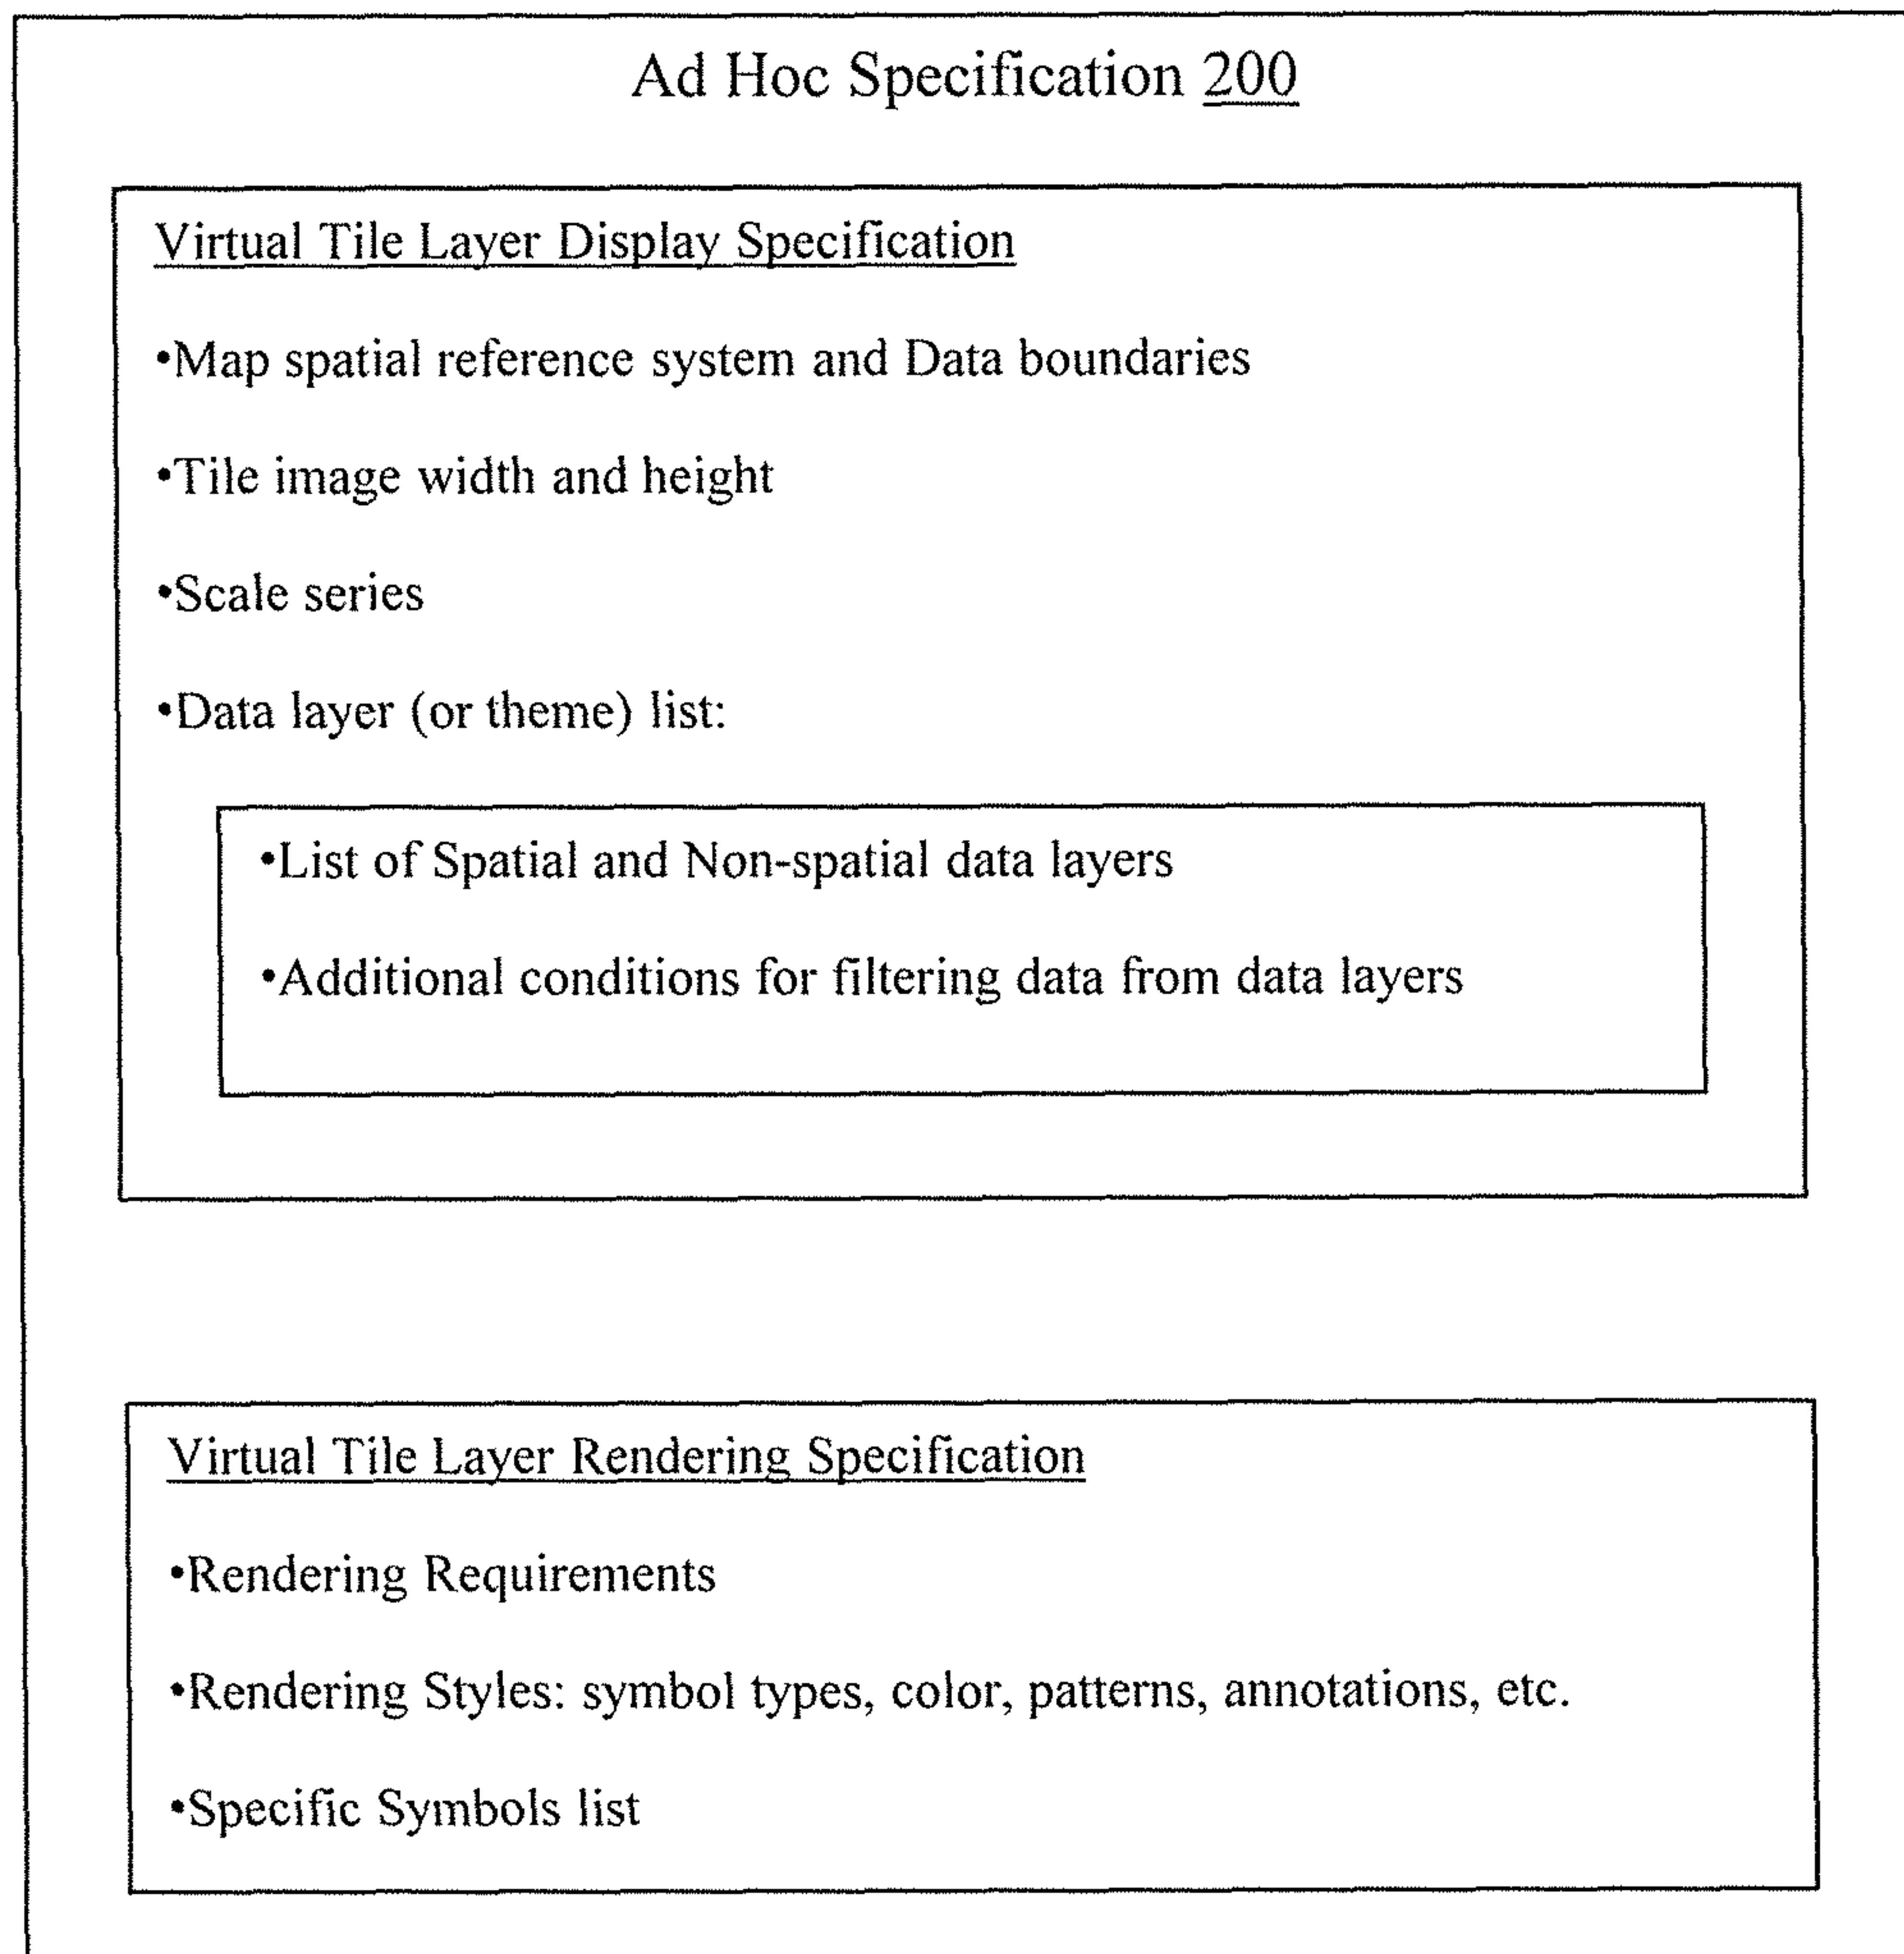 Ad Hoc Specification 200
Virtual Tile Layer Display Specification
•Map spatial reference system and Data boundaries
•Tile image width and height
•Scale series
•Data layer (or theme) list:
•List of Spatial and Non-spatial data layers
•Additional conditions for filtering data from data layers
Virtual Tile Layer Rendering Specification
•Rendering Requirements
•Rendering Styles: symbol types, color, patterns, annotations, etc.
•Specific Symbols list